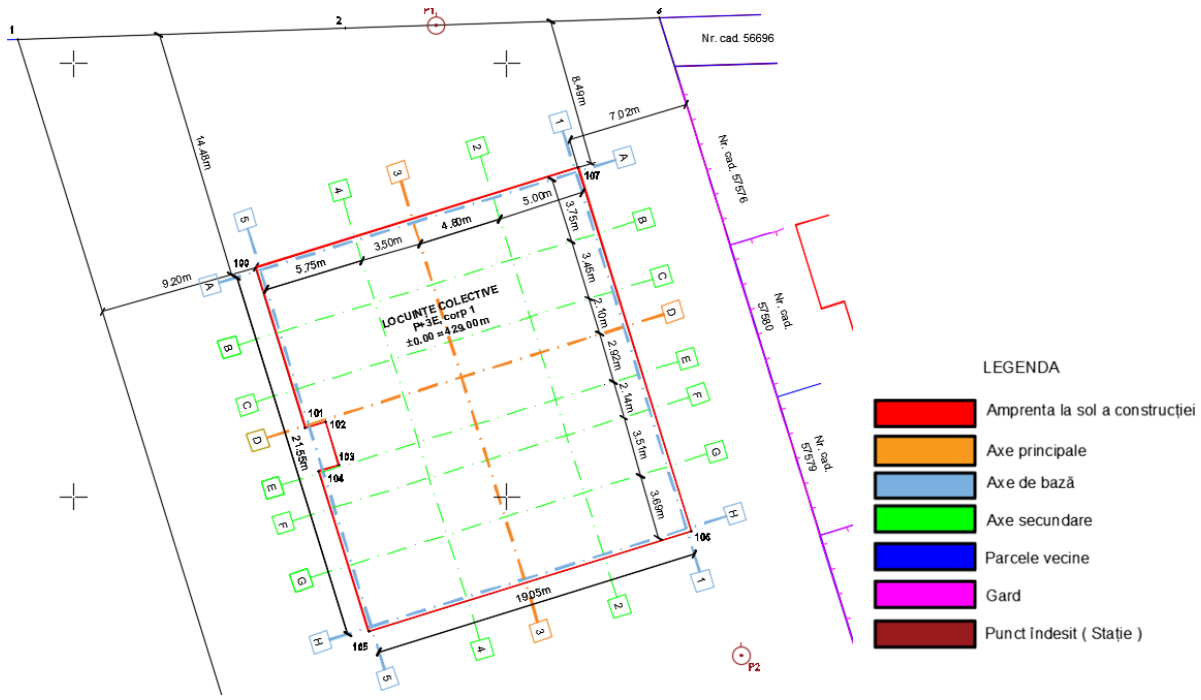 1
2
P1
Nr. cad. 56696
8.49m
7.02m
14.48m
1
A
2
3
4
5
107
Nr. cad. 57576
5.00m
4.80m
3.50m
5.75m
3.75m
B
3.45m
C
2.10m
D
2.92m
E
2.14m
F
3.51m
G
3.69m
100
9.20m
A
LOCUINȚE COLECTIVE
P+3E, corp 1
±0.00 =429.00m
Nr. cad.
57580
B
C
101
102
D
21.55m
103
104
E
F
G
Nr. cad.
57579
H
106
1
19.05m
2
3
4
H
105
5
P2
LEGENDA
Amprenta la sol a construcției
Axe principale
Axe de bază
Axe secundare
Parcele vecine
Gard
Punct îndesit ( Stație )